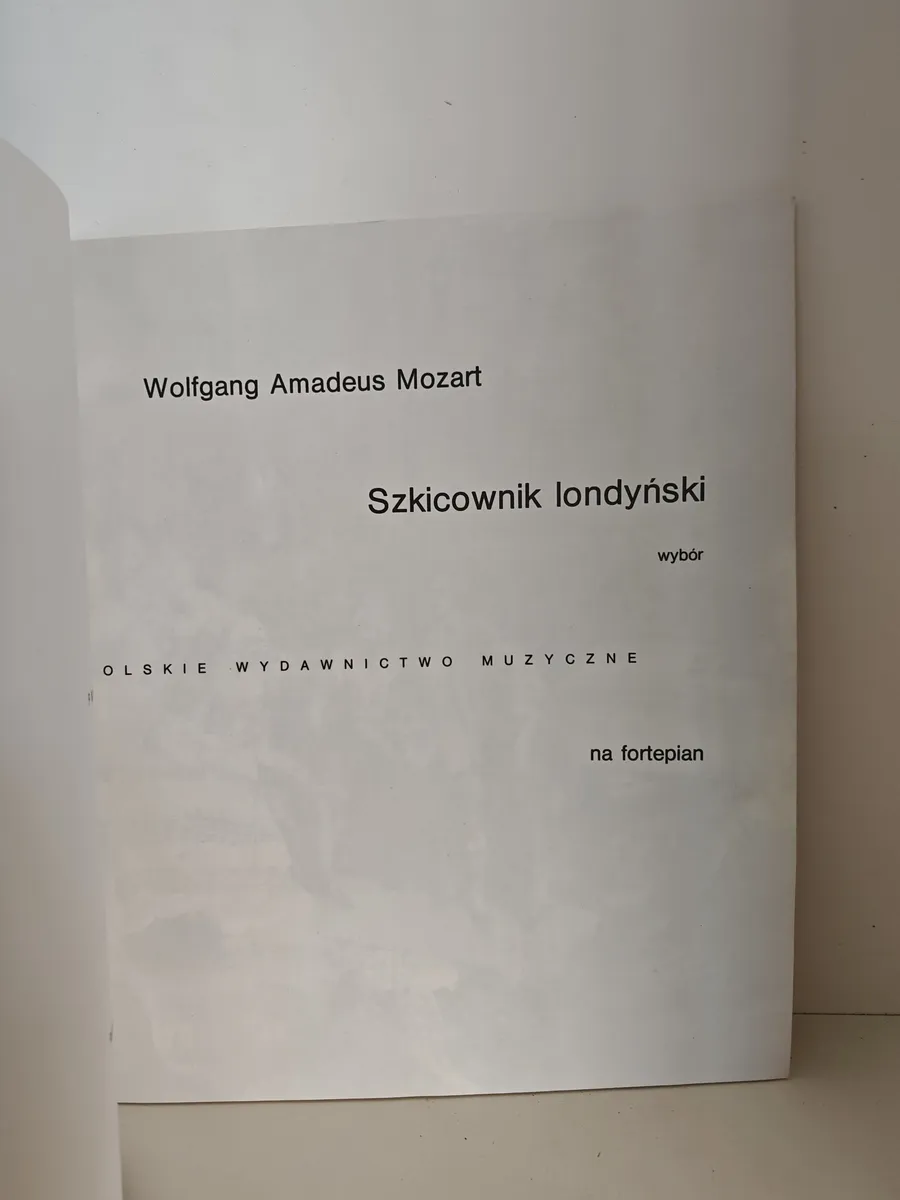 Wolfgang Amadeus Mozart
Szkicownik londyński
wybór
OLSKIE WYDAWNICTWO MUZYCZNE
na fortepian